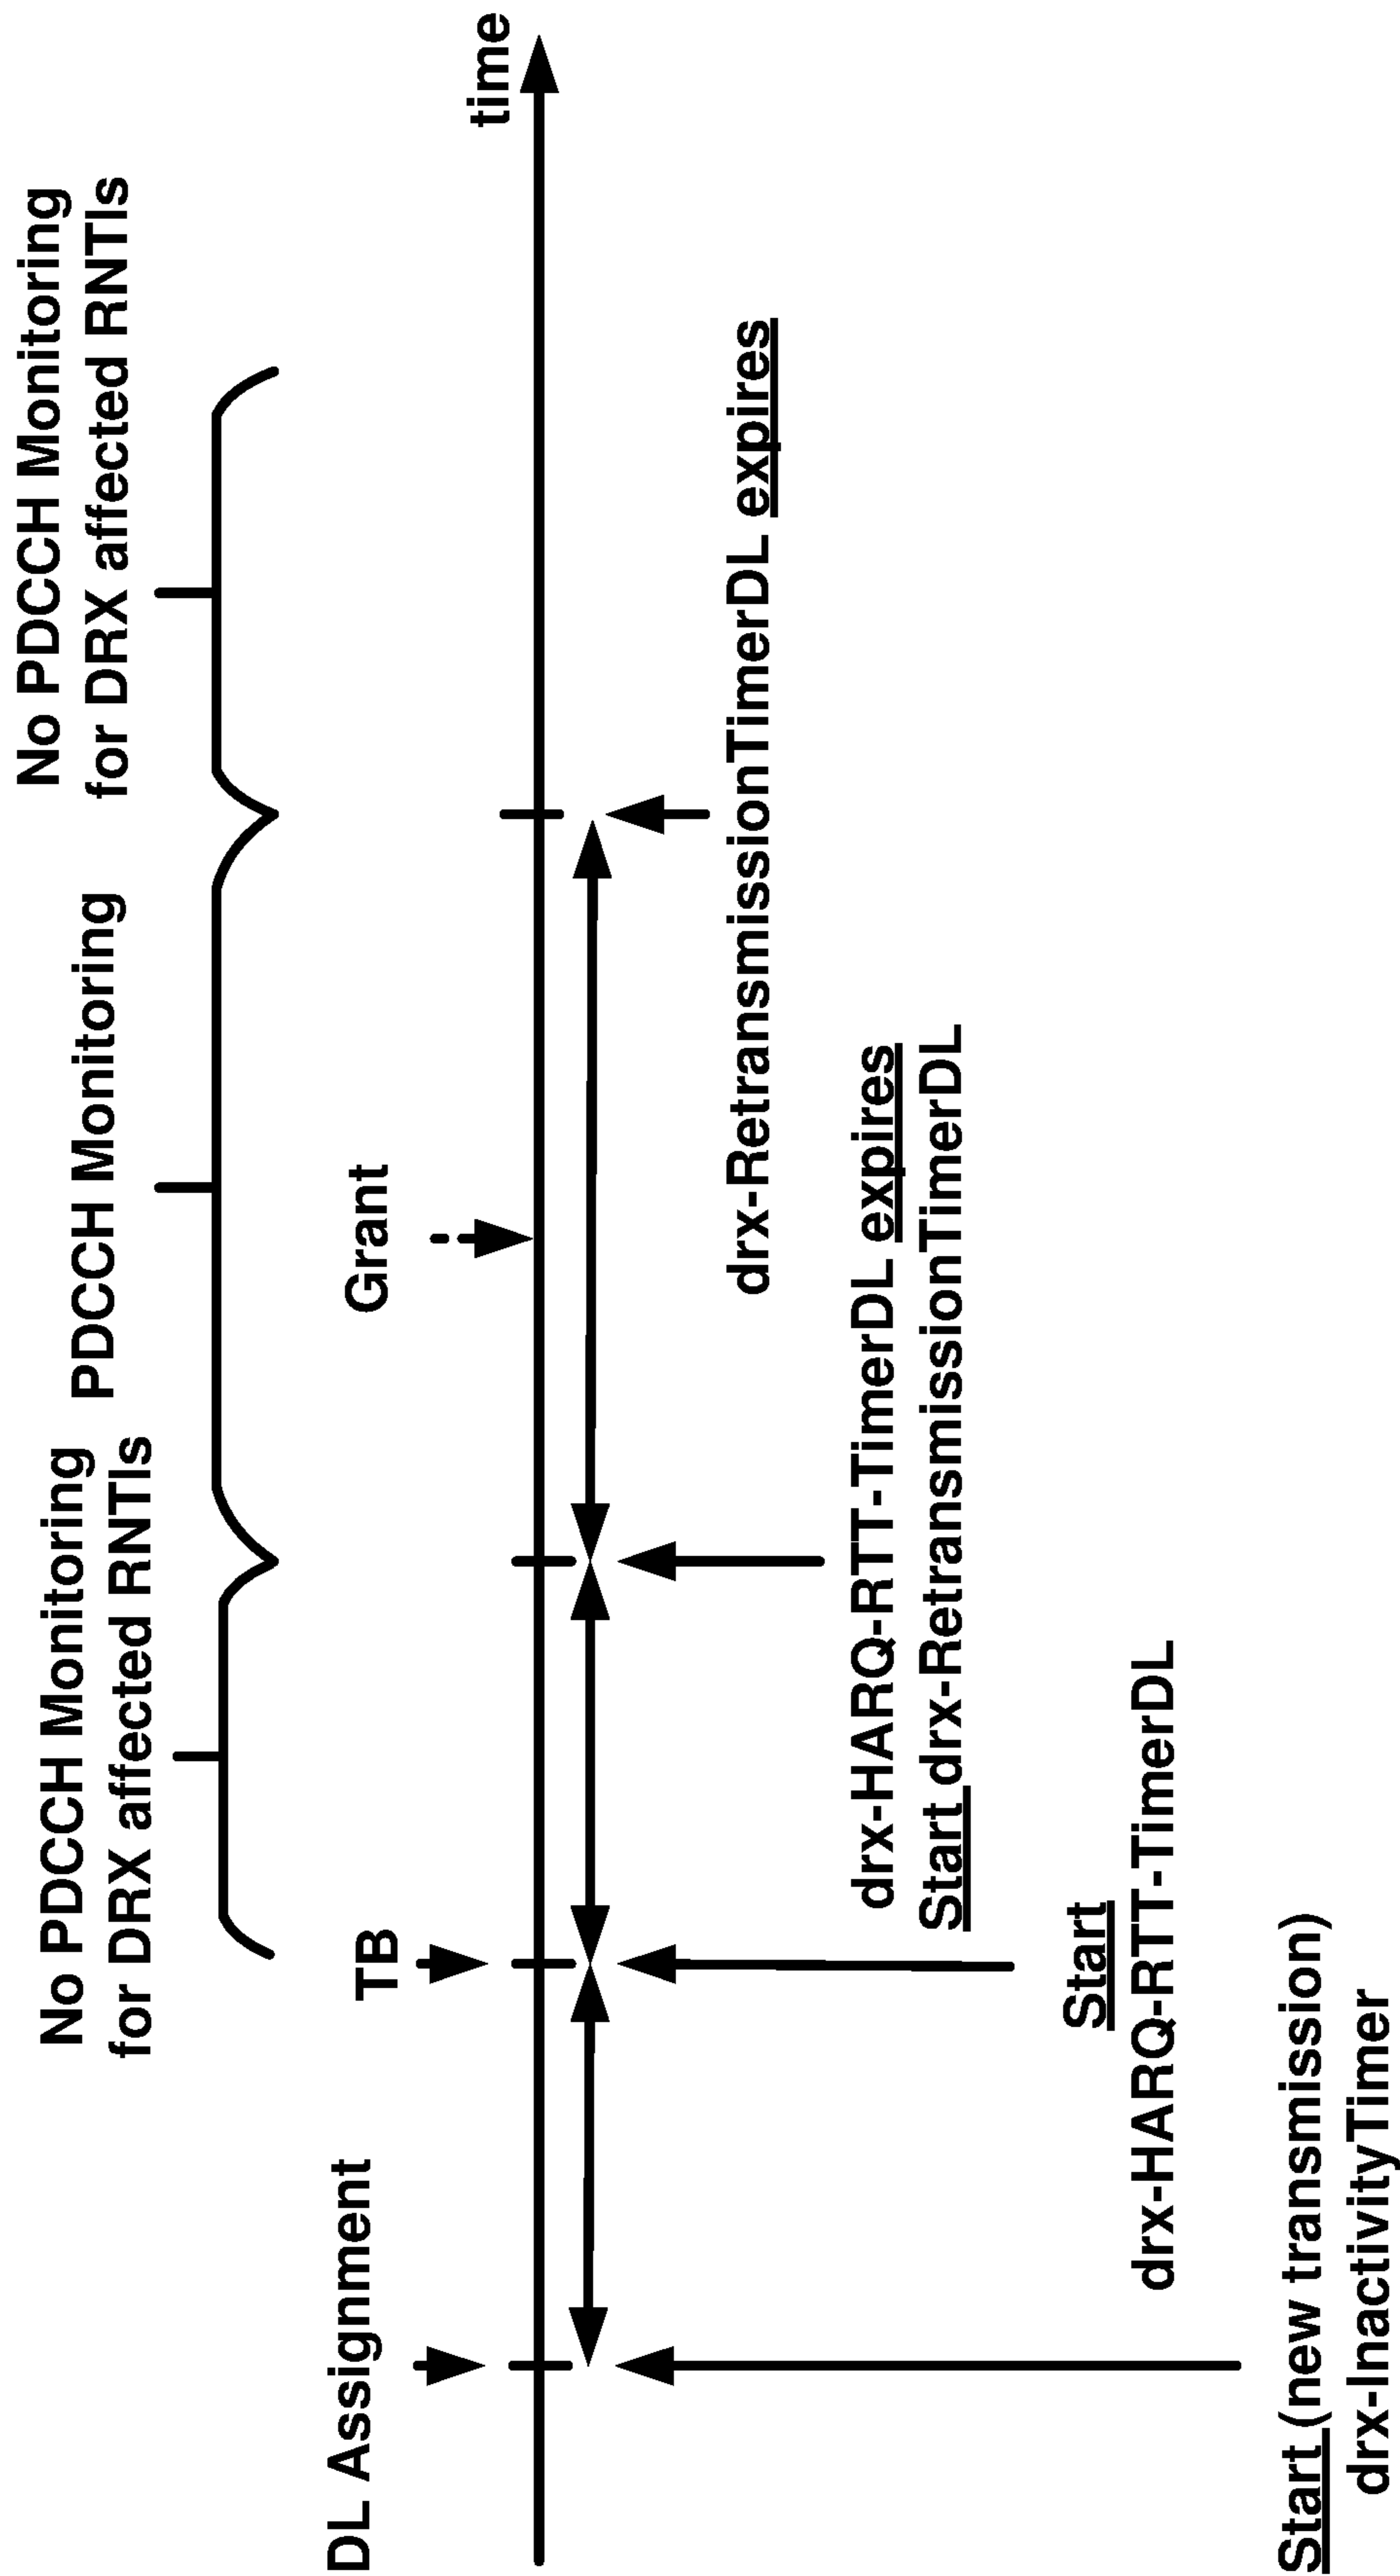 No PDCCH Monitoring
for DRX affected RNTIs
PDCCH Monitoring
No PDCCH Monitoring
for DRX affected RNTIs
DL Assignment
TB
Grant
time
drx-RetransmissionTimerDL expires
drx-HARQ-RTT-TimerDL expires
Start drx-RetransmissionTimerDL
Start
drx-HARQ-RTT-TimerDL
Start (new transmission)
drx-InactivityTimer